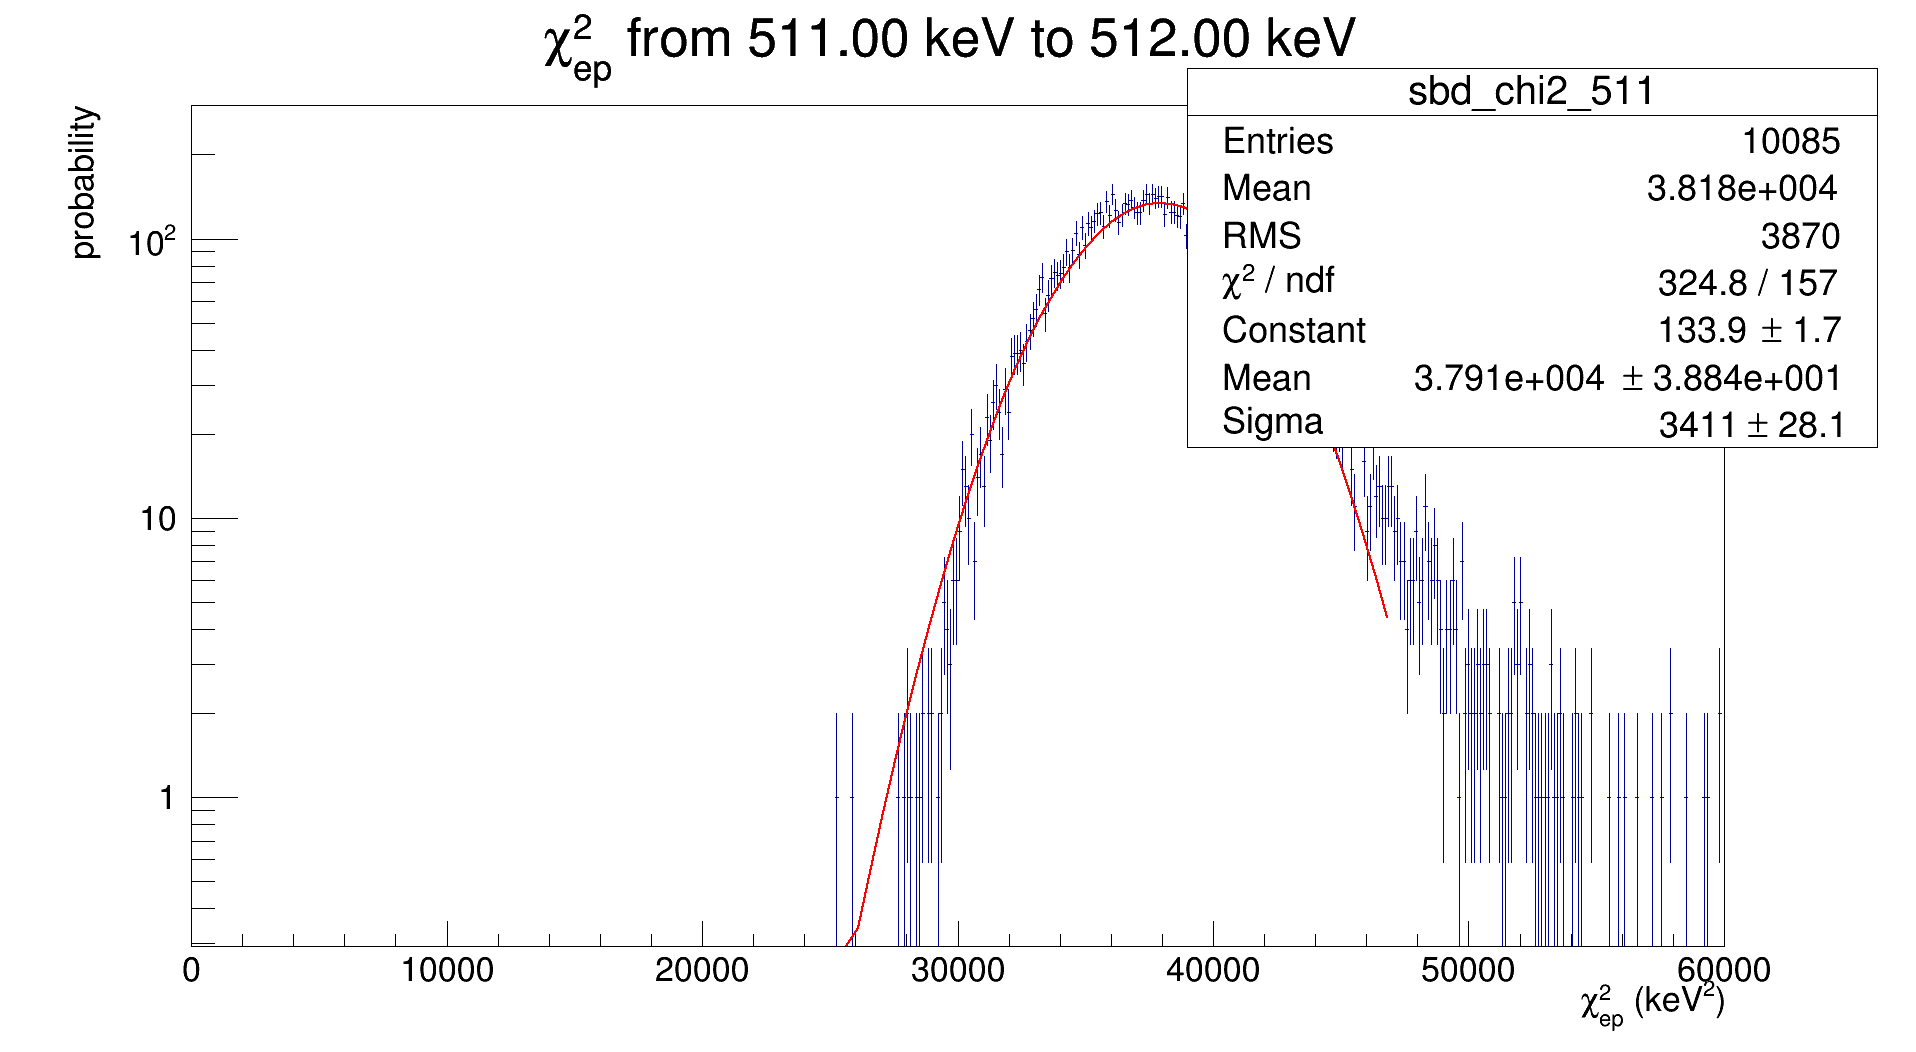 χ²ep from 511.00 keV to 512.00 keV
probability
sbd_chi2_511
Entries 10085
Mean 3.818e+004
RMS 3870
χ² / ndf 324.8 / 157
Constant 133.9 ± 1.7
Mean 3.791e+004 ± 3.884e+001
Sigma 3411 ± 28.1
10²
10
1
0 10000 20000 30000 40000 50000 60000
χ²ep (keV²)